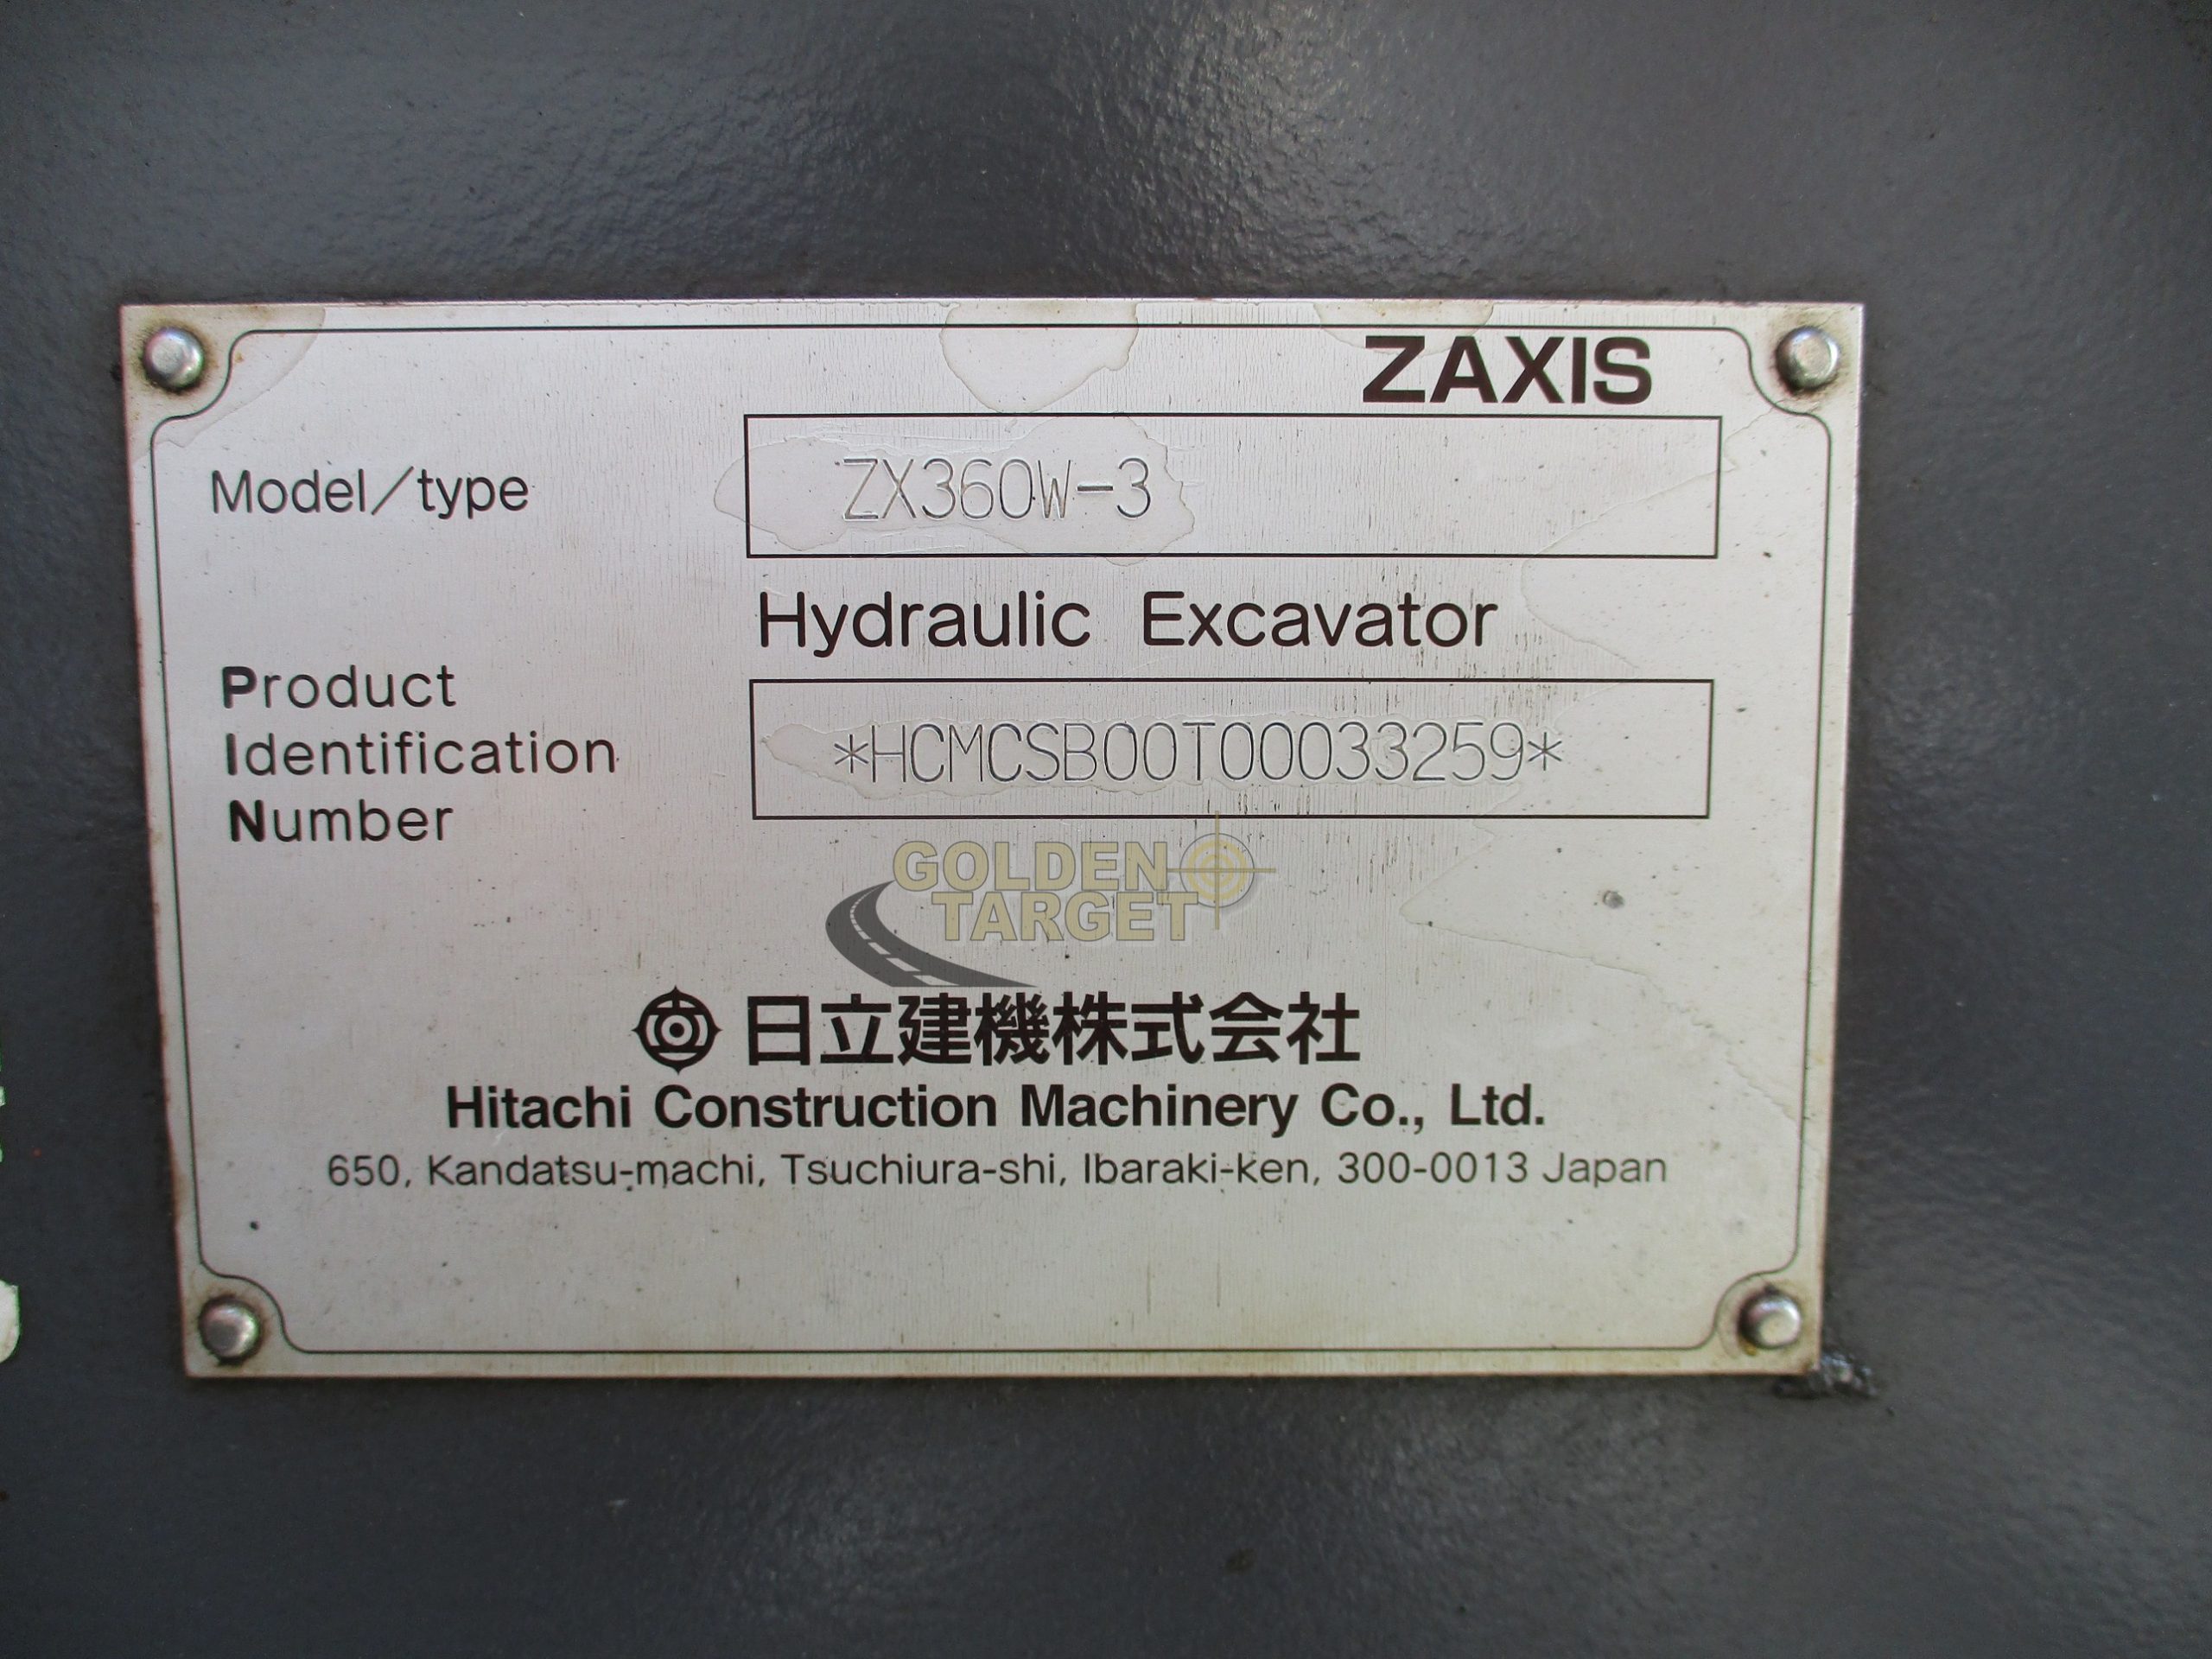 ZAXIS
Model/type
ZX360W-3
Hydraulic Excavator
Product
Identification
Number
*HCMCSB00T00033259*
GOLDEN
TARGET
日立建機株式会社
Hitachi Construction Machinery Co., Ltd.
650, Kandatsu-machi, Tsuchiura-shi, Ibaraki-ken, 300-0013 Japan